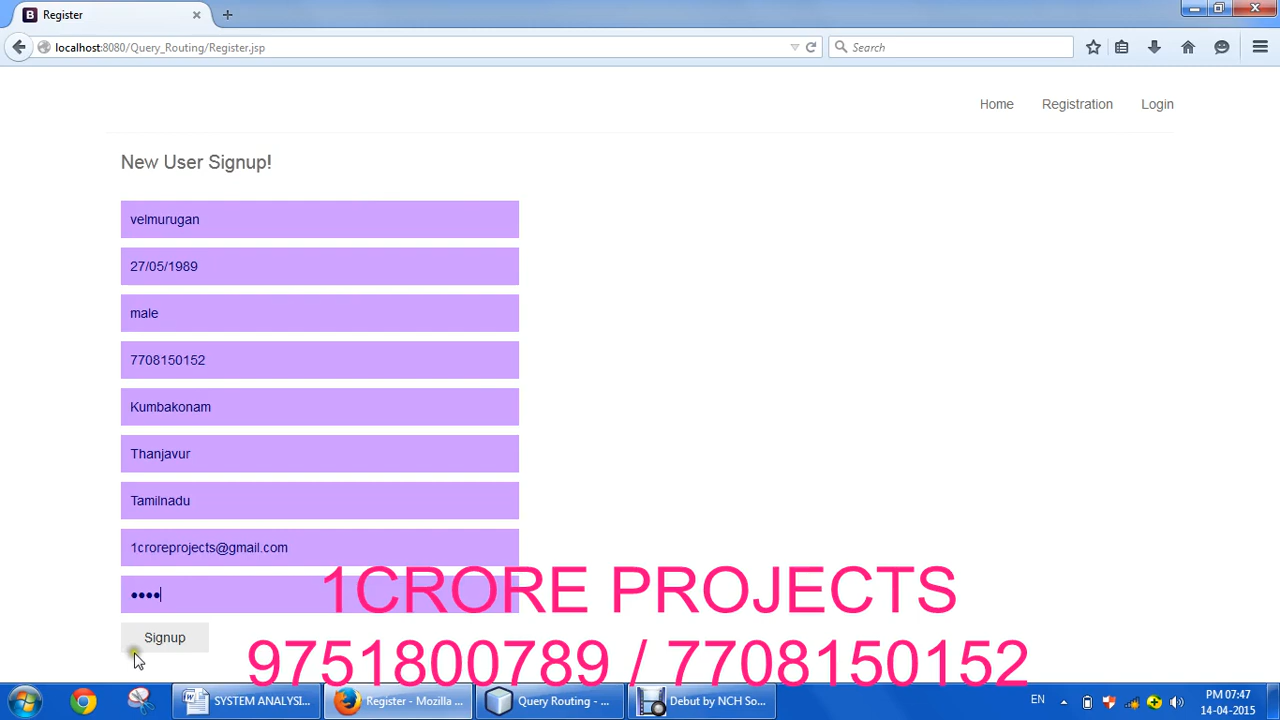 Register
localhost:8080/Query_Routing/Register.jsp
Search
Home Registration Login
New User Signup!
velmurugan
27/05/1989
male
7708150152
Kumbakonam
Thanjavur
Tamilnadu
1croreprojects@gmail.com
••••
Signup
1CRORE PROJECTS
9751800789 / 7708150152
SYSTEM ANALYSI...
Register - Mozilla ...
Query Routing - ...
Debut by NCH So...
EN
PM 07:47
14-04-2015